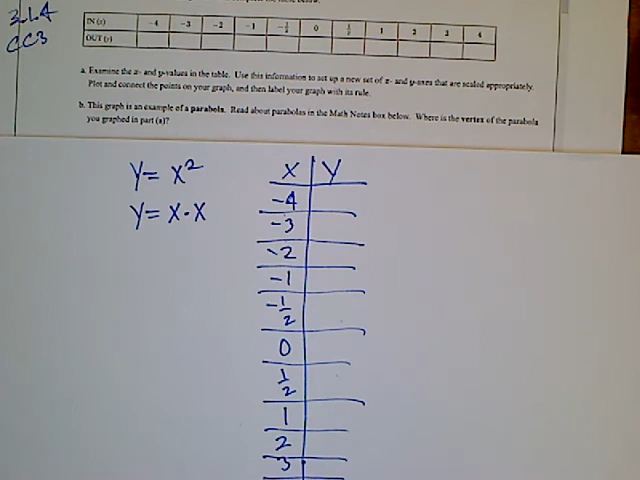 3.1.4
CC3
IN (x) -4 -3 -2 -1 -1/2 0 1/2 1 2 3 4
OUT (y)
a. Examine the x- and y-values in the table. Use this information to set up a new set of x- and y-axes that are scaled appropriately.
Plot and connect the points on your graph, and then label your graph with its rule.
b. This graph is an example of a parabola. Read about parabolas in the Math Notes box below. Where is the vertex of the parabola
you graphed in part (a)?
Y= X²
Y= X·X
X Y
-4
-3
-2
-1
-1/2
0
1/2
1
2
3